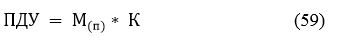 ПДУ = М(п) * К (59)